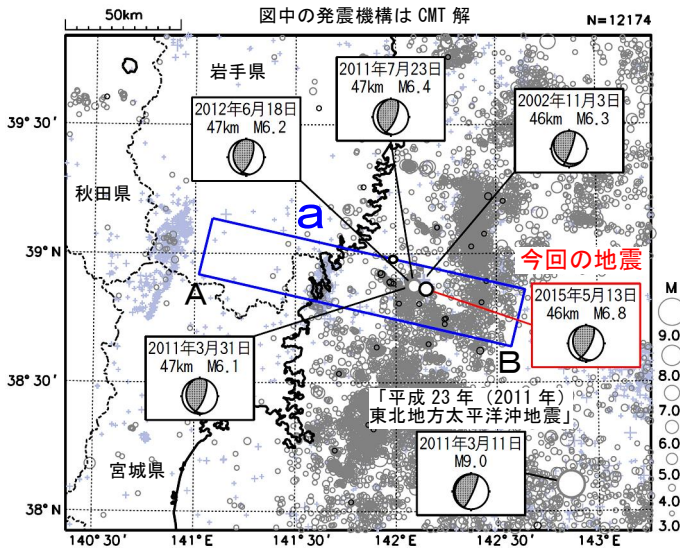 50km
図中の発震機構は CMT 解
N=12174
岩手県
2011年7月23日
47km M6.4
2012年6月18日
47km M6.2
2002年11月3日
46km M6.3
39°30'
秋田県
a
39°N
今回の地震
A
M
2015年5月13日
46km M6.8
9.0
2011年3月31日
47km M6.1
B
8.0
38°30'
「平成 23 年（2011 年）
東北地方太平洋沖地震」
7.0
6.0
2011年3月11日
M9.0
宮城県
5.0
4.0
38°N
3.0
140°30'
141°E
141°30'
142°E
142°30'
143°E